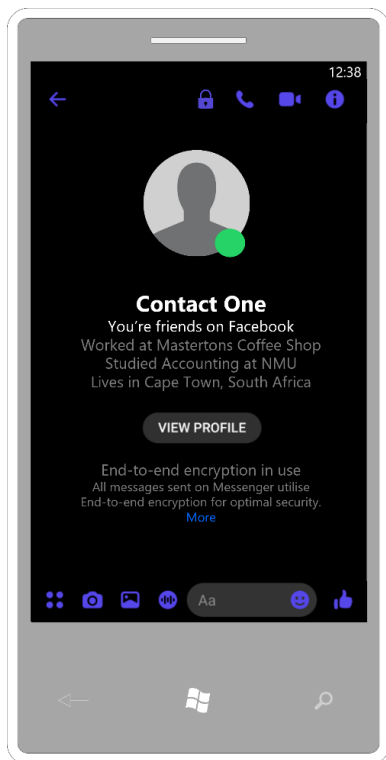 12:38
Contact One
You're friends on Facebook
Worked at Mastertons Coffee Shop
Studied Accounting at NMU
Lives in Cape Town, South Africa
VIEW PROFILE
End-to-end encryption in use
All messages sent on Messenger utilise
End-to-end encryption for optimal security.
More
Aa